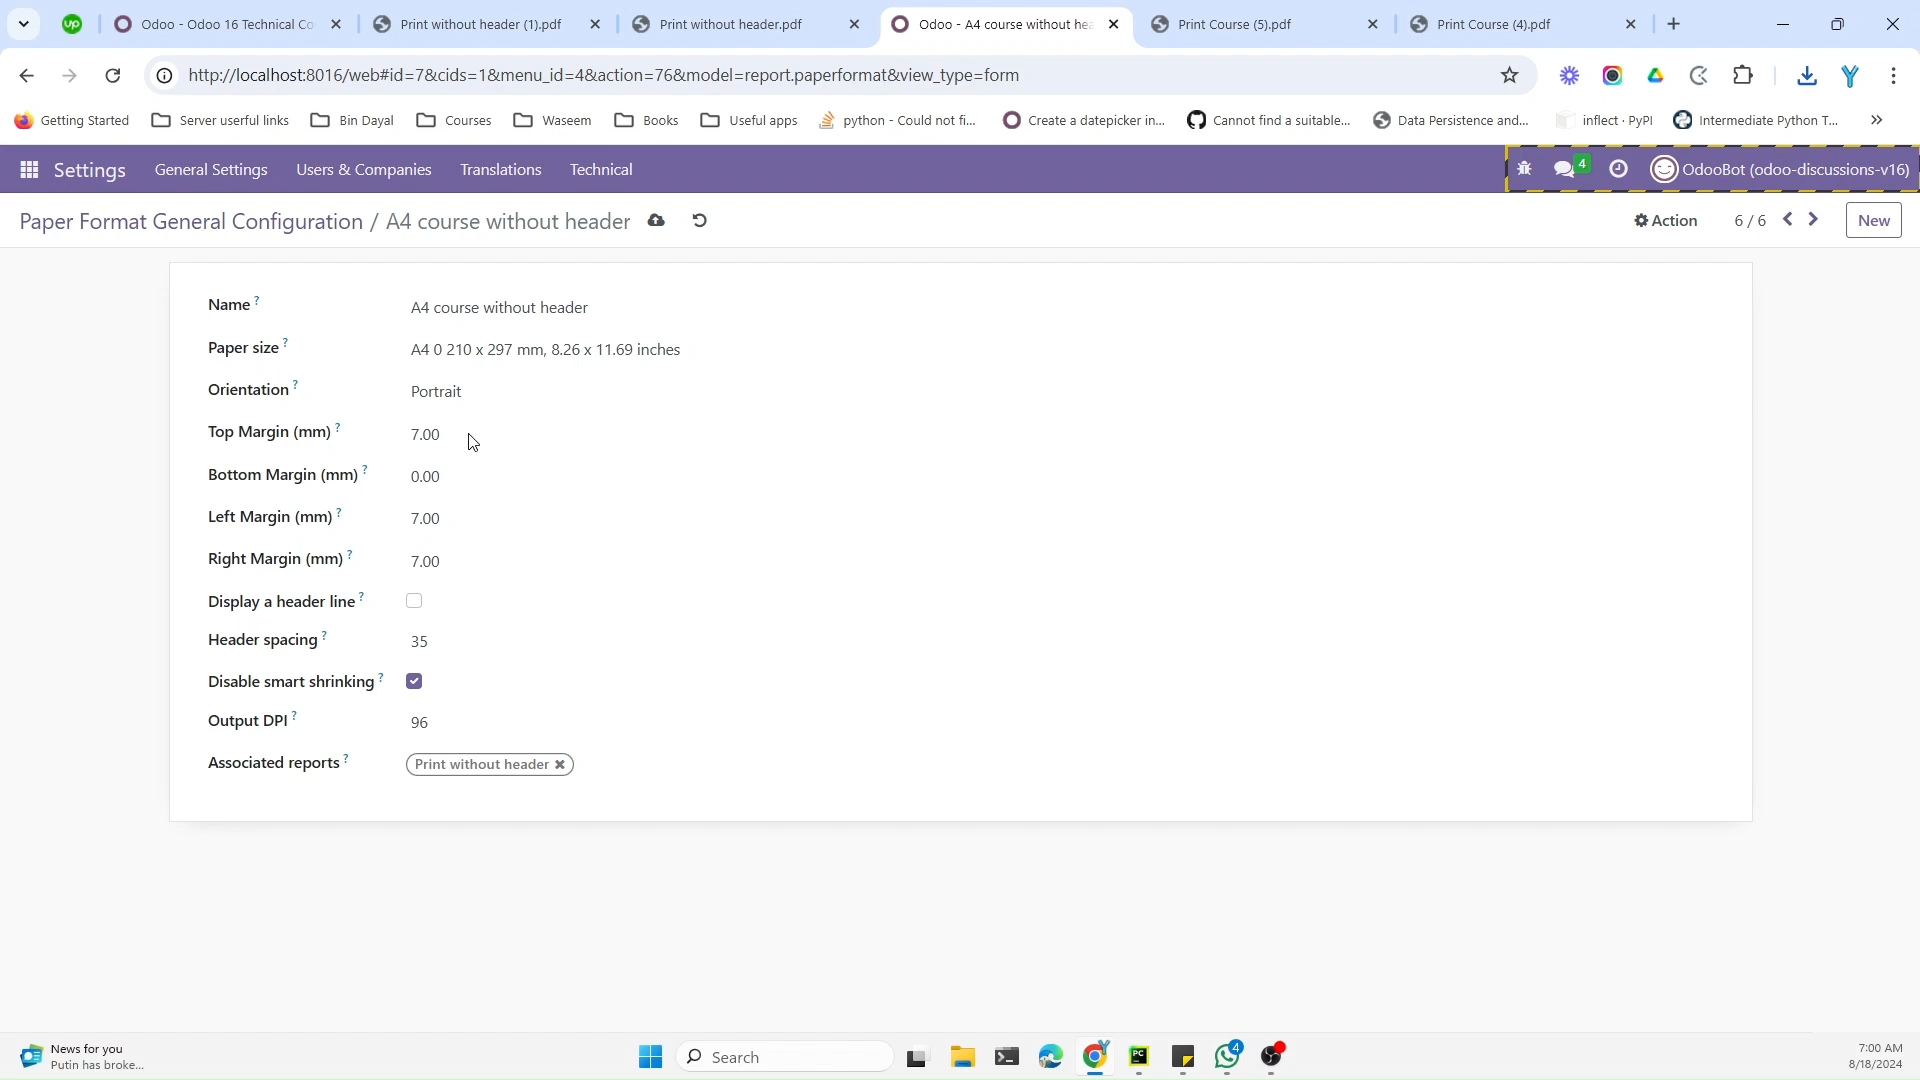 up Odoo - Odoo 16 Technical Co Print without header (1).pdf Print without header.pdf Odoo - A4 course without hea Print Course (5).pdf Print Course (4).pdf
http://localhost:8016/web#id=7&cids=1&menu_id=4&action=76&model=report.paperformat&view_type=form
Getting Started Server userful links Bin Dayal Courses Waseem Books Useful apps python - Could not fi... Create a datepicker in... Cannot find a suitable... Data Persistence and... inflect · PyPI Intermediate Python T... »
Settings General Settings Users & Companies Translations Technical 4 OdooBot (odoo-discussions-v16)
Paper Format General Configuration / A4 course without header Action 6 / 6 New
Name ? A4 course without header
Paper size ? A4 0 210 x 297 mm, 8.26 x 11.69 inches
Orientation ? Portrait
Top Margin (mm) ? 7.00
Bottom Margin (mm) ? 0.00
Left Margin (mm) ? 7.00
Right Margin (mm) ? 7.00
Display a header line ?
Header spacing ? 35
Disable smart shrinking ?
Output DPI ? 96
Associated reports ? Print without header
News for you
Putin has broke...
Search
PC
4
7:00 AM
8/18/2024